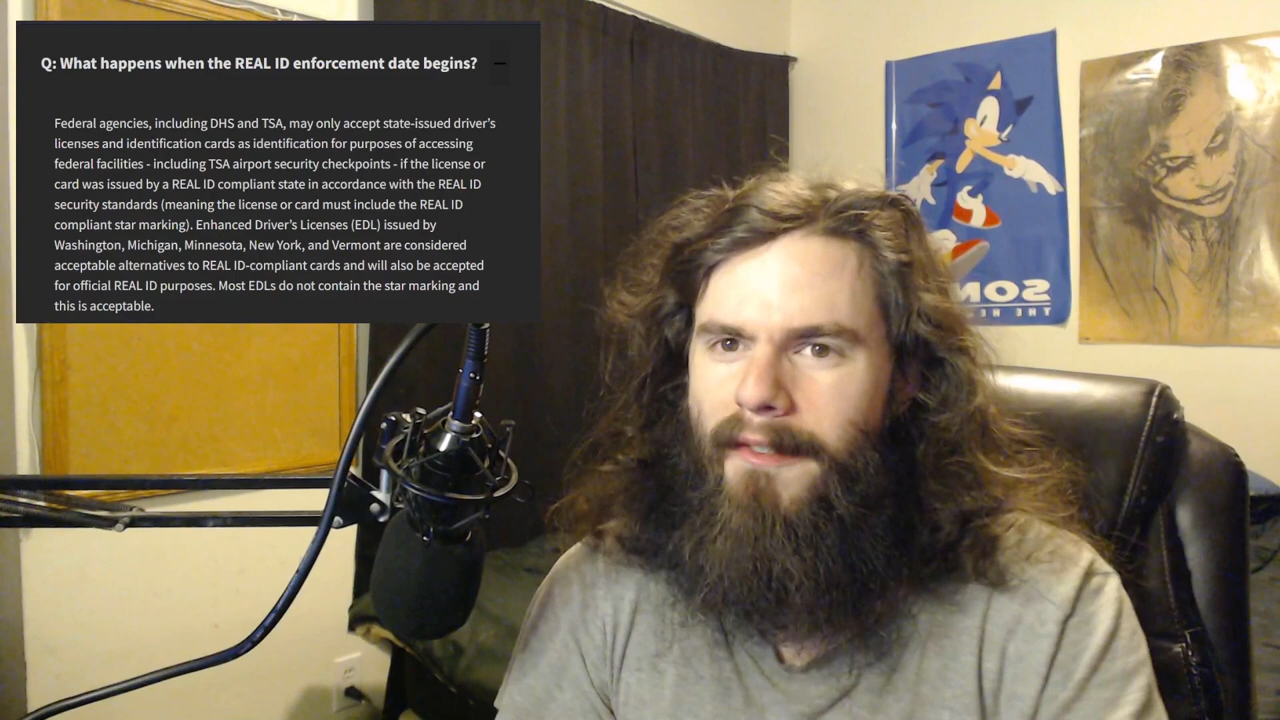 Q: What happens when the REAL ID enforcement date begins?
Federal agencies, including DHS and TSA, may only accept state-issued driver's
licenses and identification cards as identification for purposes of accessing
federal facilities - including TSA airport security checkpoints - if the license or
card was issued by a REAL ID compliant state in accordance with the REAL ID
security standards (meaning the license or card must include the REAL ID
compliant star marking). Enhanced Driver's Licenses (EDL) issued by
Washington, Michigan, Minnesota, New York, and Vermont are considered
acceptable alternatives to REAL ID-compliant cards and will also be accepted
for official REAL ID purposes. Most EDLs do not contain the star marking and
this is acceptable.
SON
THE HE